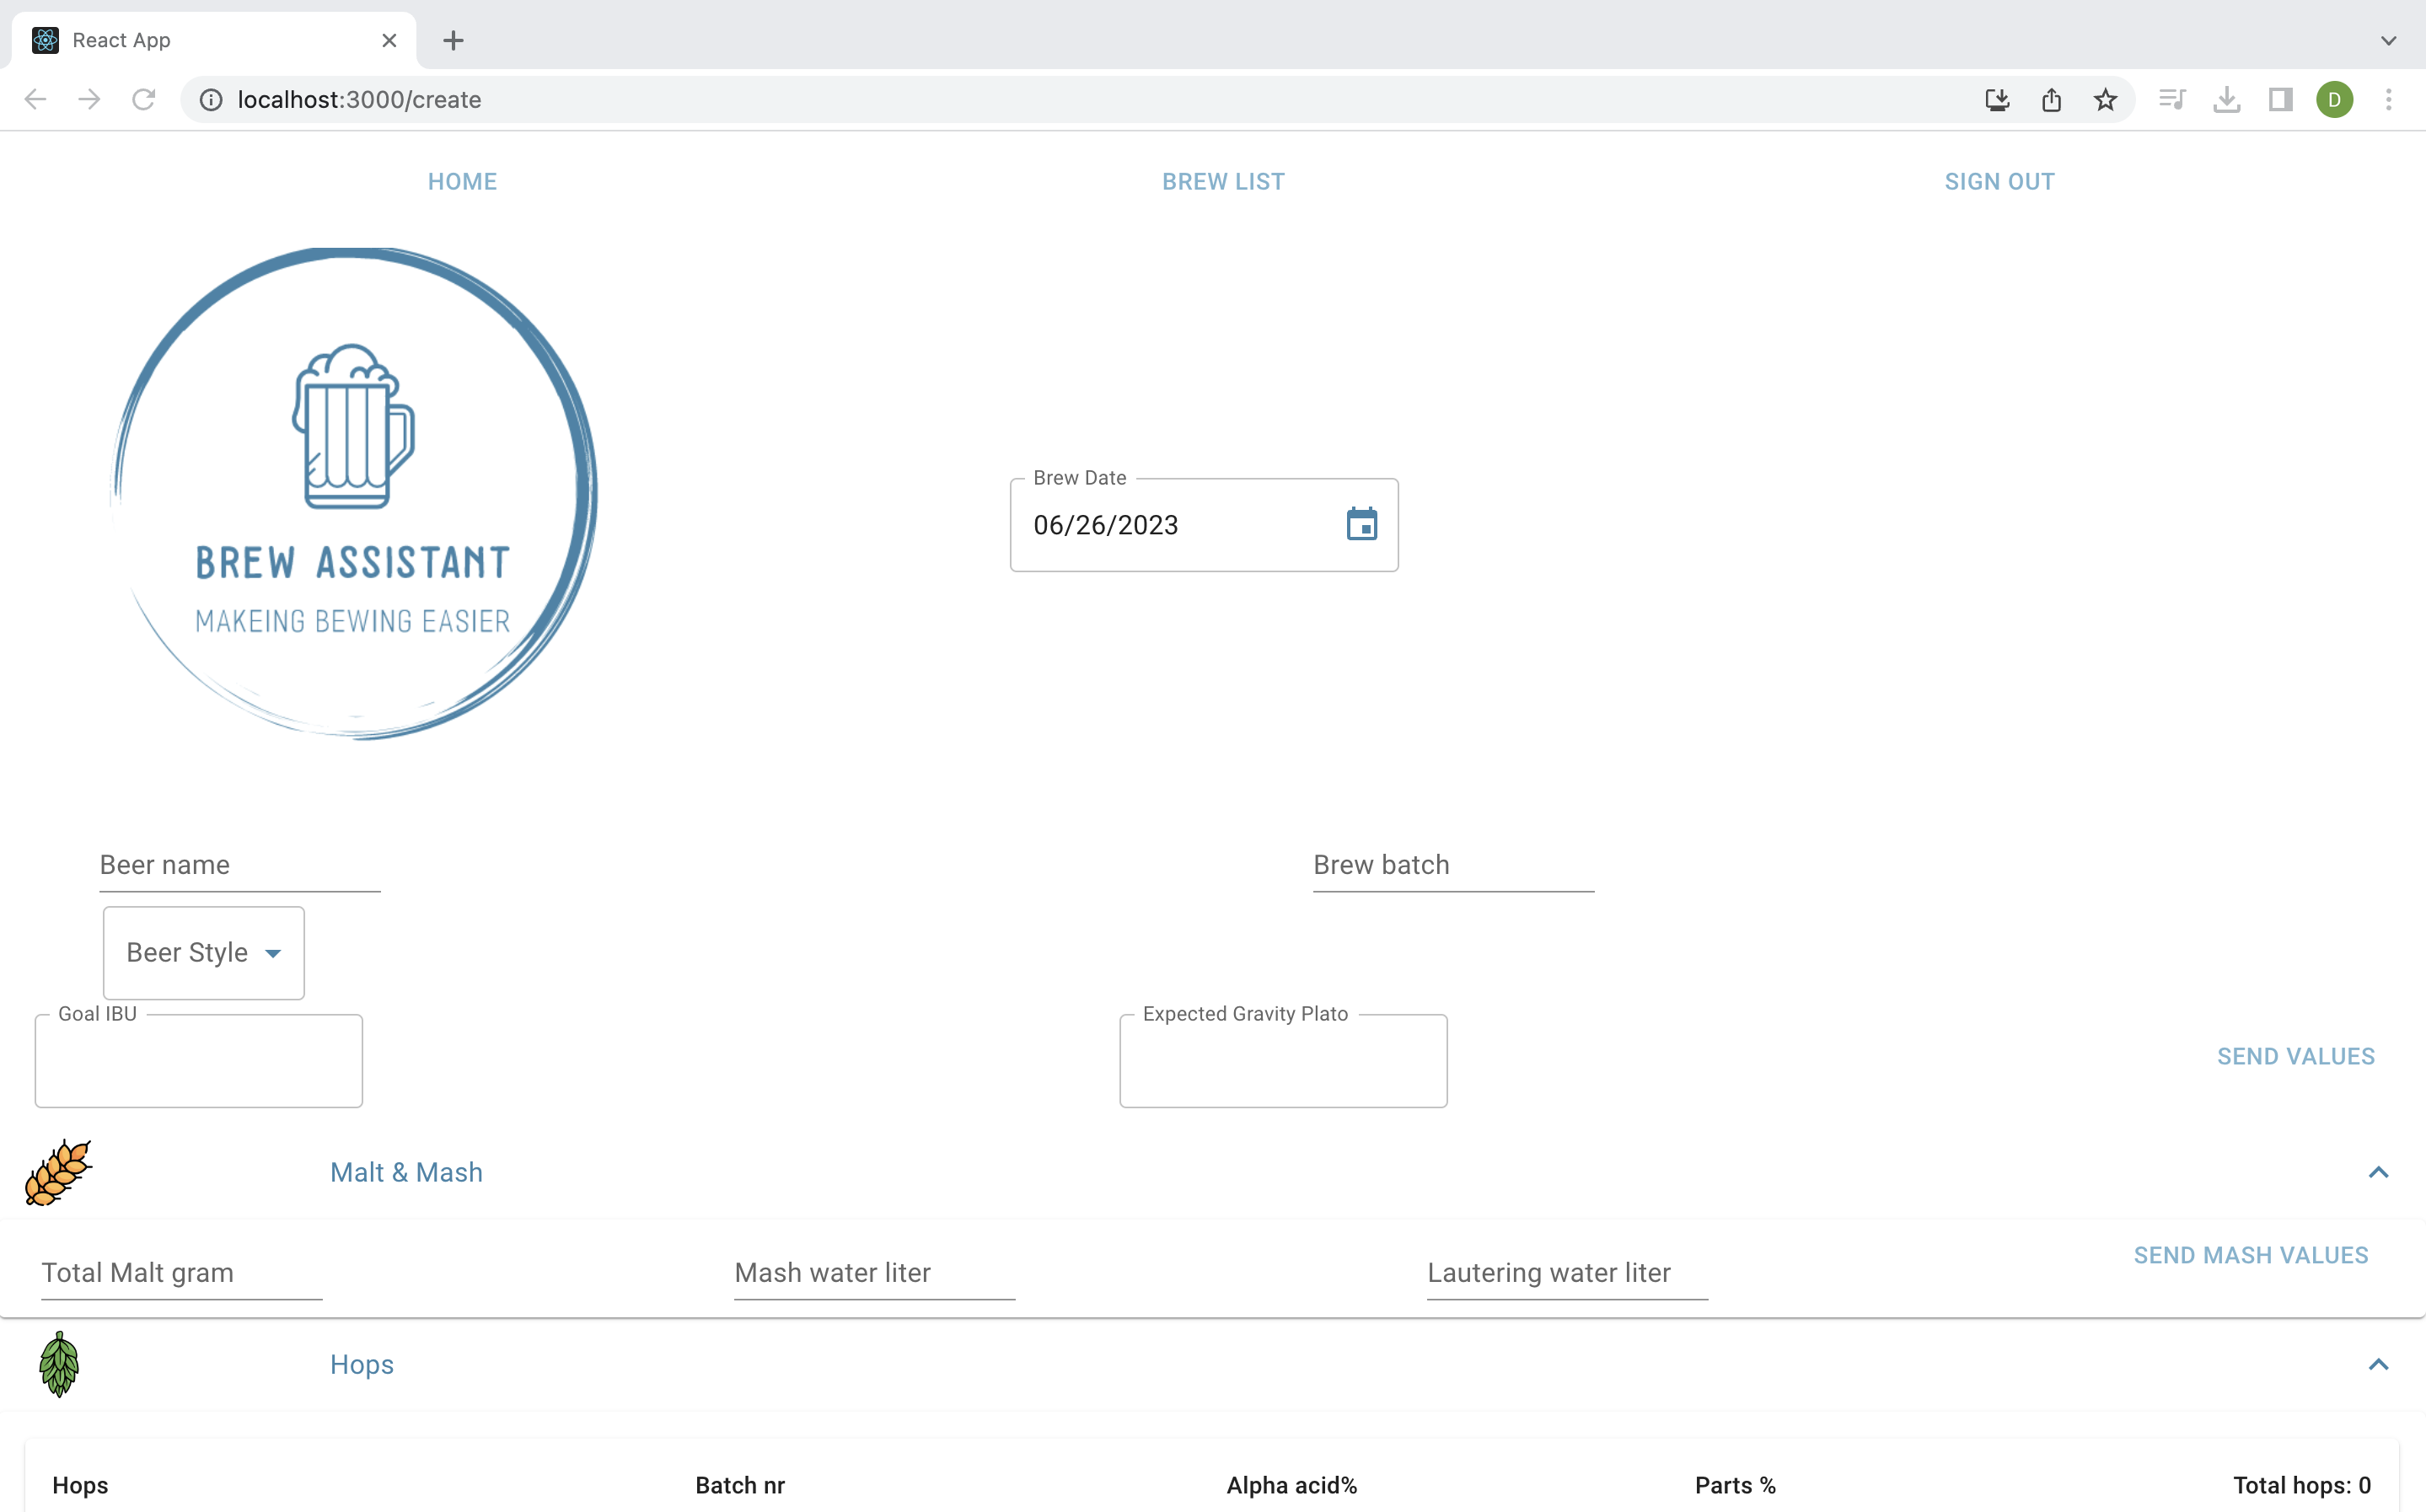 React App
localhost:3000/create
D
HOME
BREW LIST
SIGN OUT
BREW ASSISTANT
MAKEING BEWING EASIER
Brew Date
06/26/2023
Beer name
Brew batch
Beer Style
Goal IBU
Expected Gravity Plato
SEND VALUES
Malt & Mash
Total Malt gram
Mash water liter
Lautering water liter
SEND MASH VALUES
Hops
Hops
Batch nr
Alpha acid%
Parts %
Total hops: 0